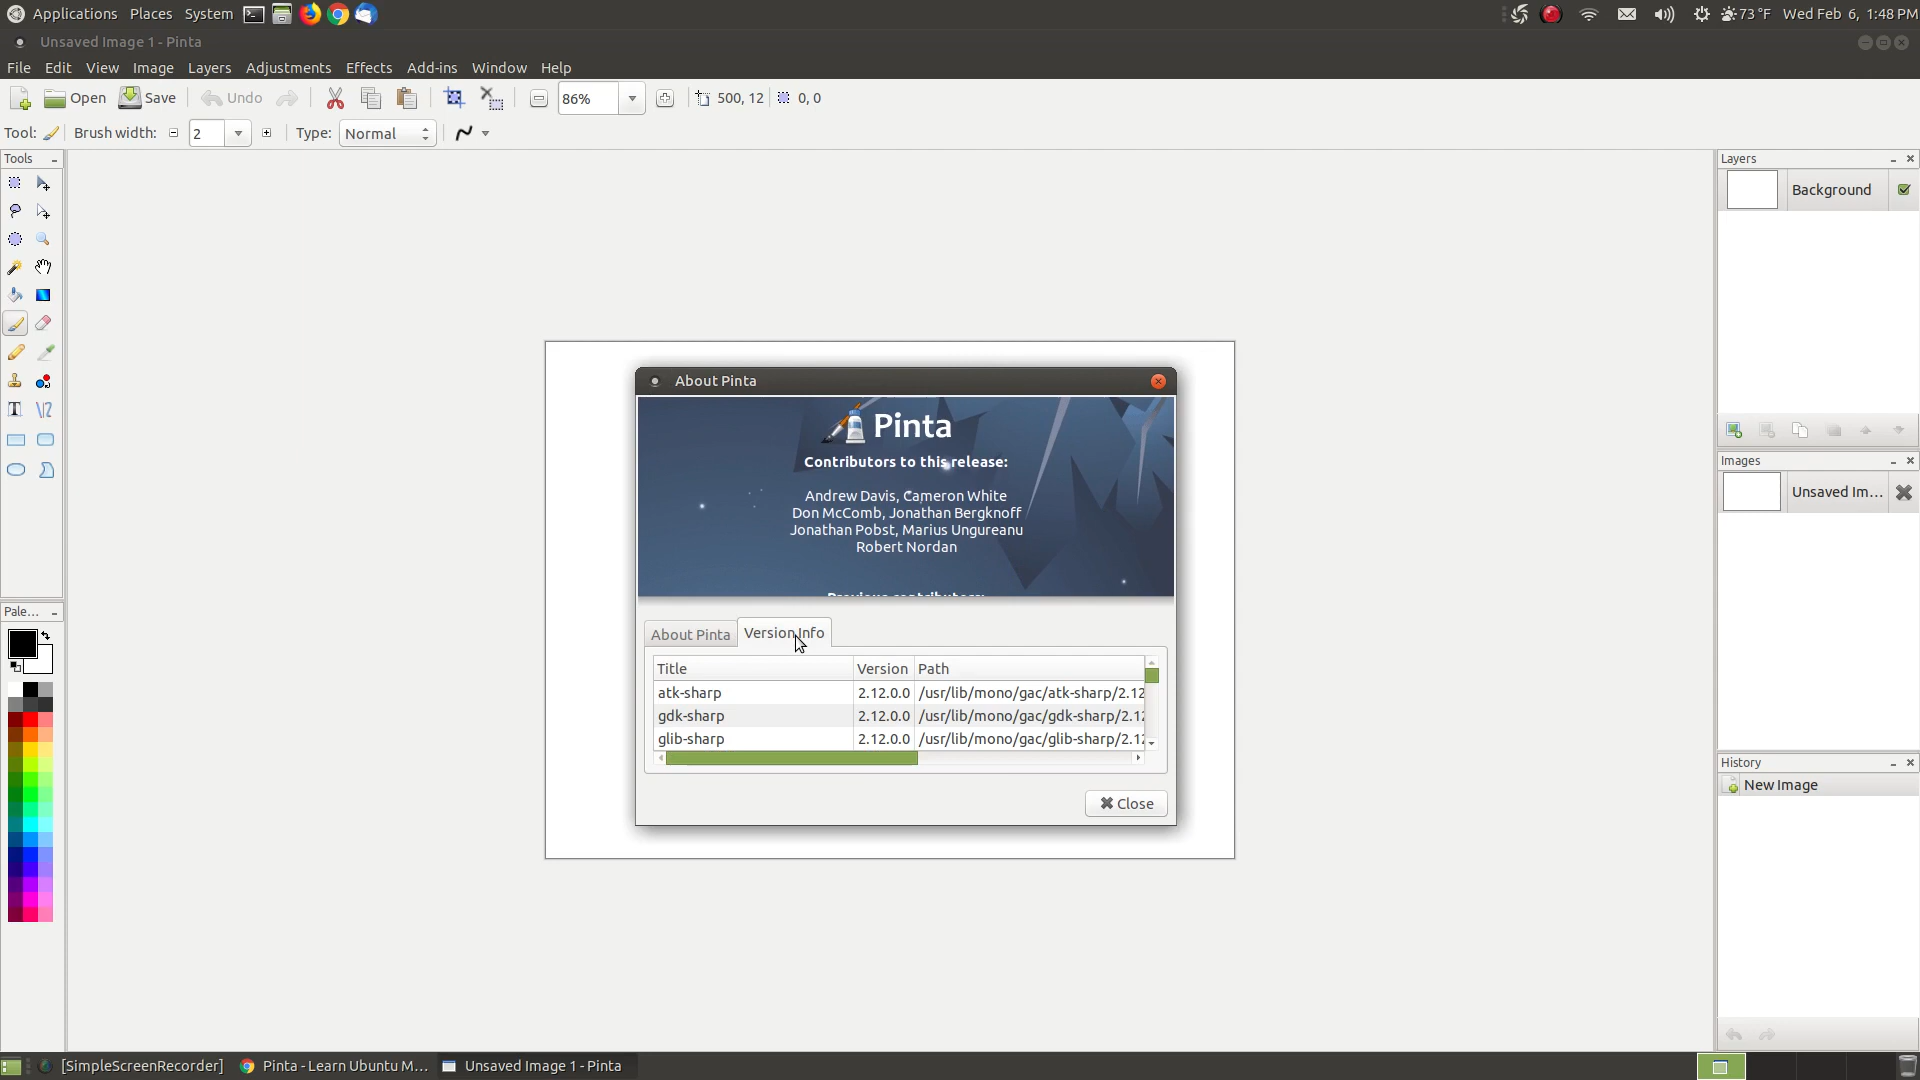 Applications Places System 73 °F Wed Feb 6, 1:48 PM
Unsaved Image 1 - Pinta
File Edit View Image Layers Adjustments Effects Add-ins Window Help
Open Save Undo 86% 500, 12 0, 0
Tool: Brush width: 2 Type: Normal
Tools
Layers
Background
About Pinta
Pinta
Contributors to this release:
Andrew Davis, Cameron White
Don McComb, Jonathan Bergknoff
Jonathan Pobst, Marius Ungureanu
Robert Nordan
Previous contributors:
About Pinta Version Info
Title Version Path
atk-sharp 2.12.0.0 /usr/lib/mono/gac/atk-sharp/2.12
gdk-sharp 2.12.0.0 /usr/lib/mono/gac/gdk-sharp/2.12
glib-sharp 2.12.0.0 /usr/lib/mono/gac/glib-sharp/2.12
Close
Images
Unsaved Im...
Pale...
History
New Image
[SimpleScreenRecorder] Pinta - Learn Ubuntu M... Unsaved Image 1 - Pinta